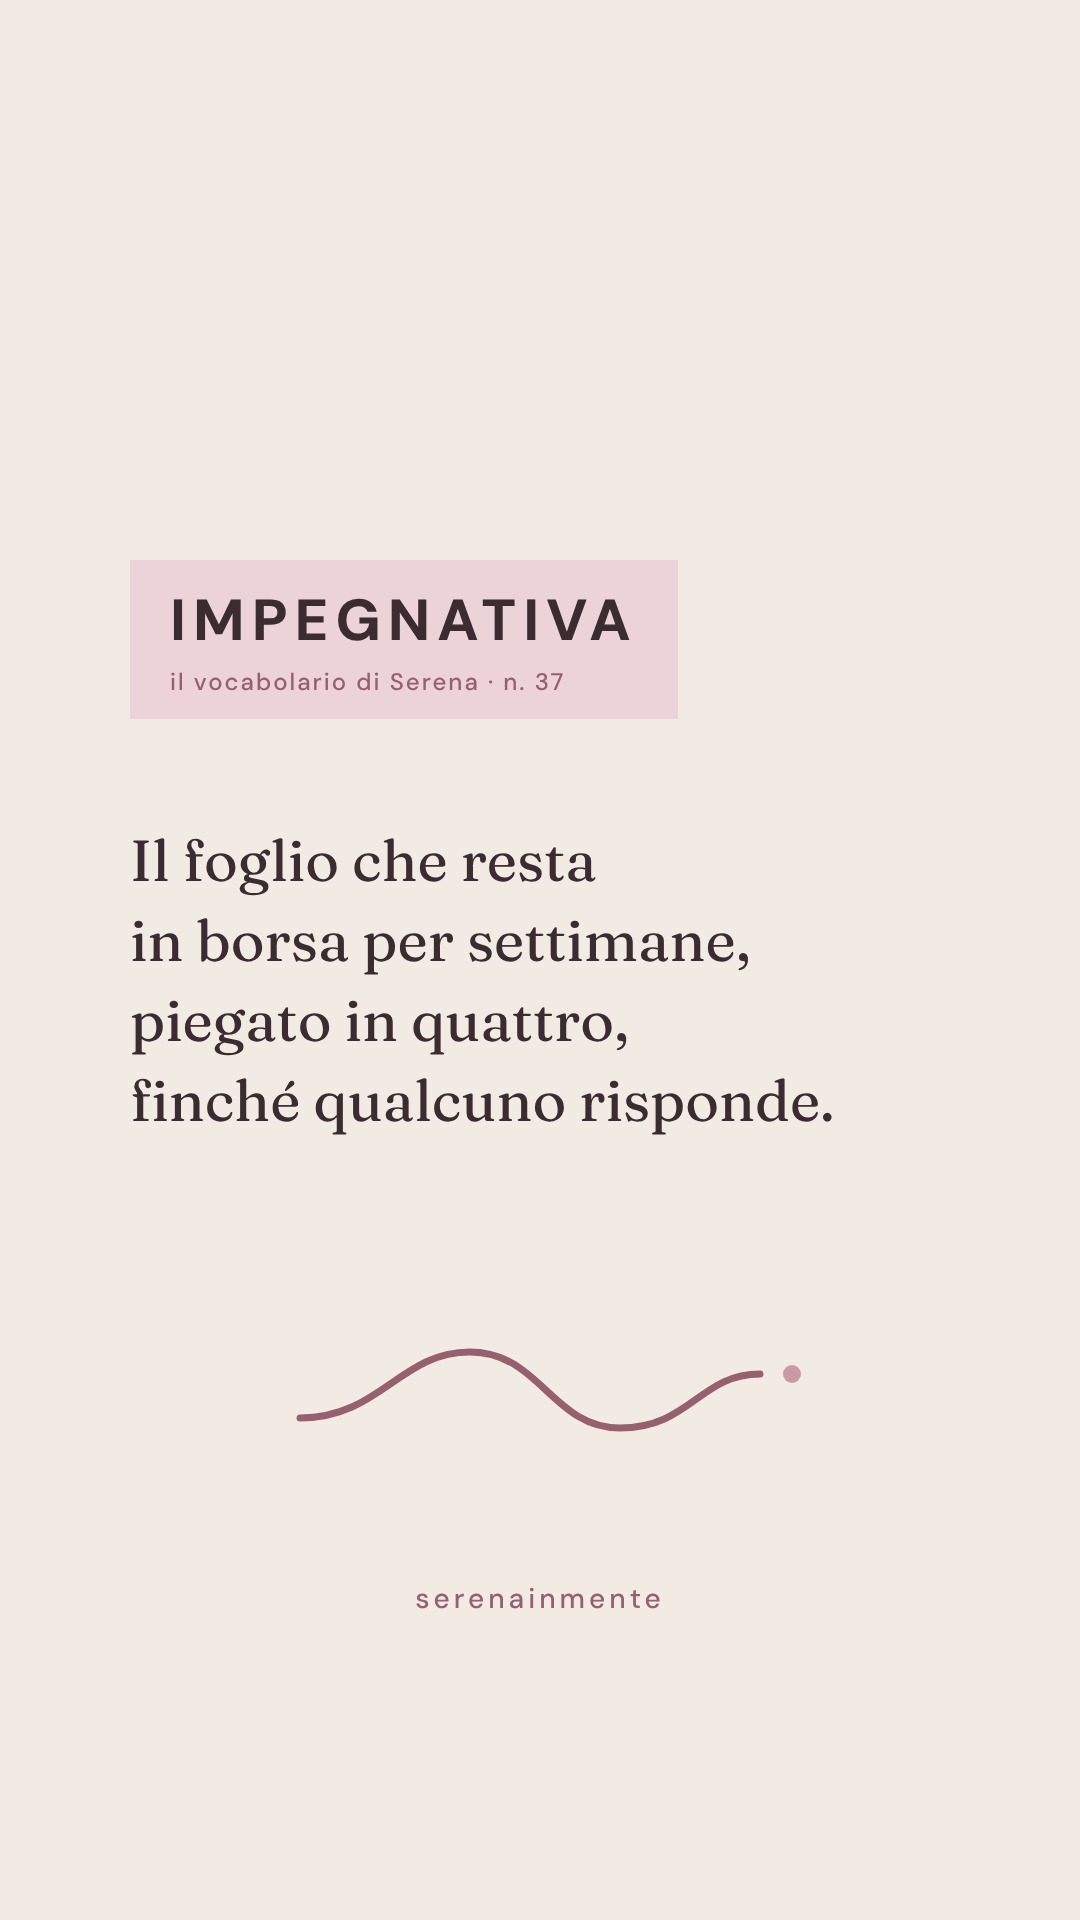 IMPEGNATIVA
il vocabolario di Serena · n. 37
Il foglio che resta
in borsa per settimane,
piegato in quattro,
finché qualcuno risponde.
serenainmente